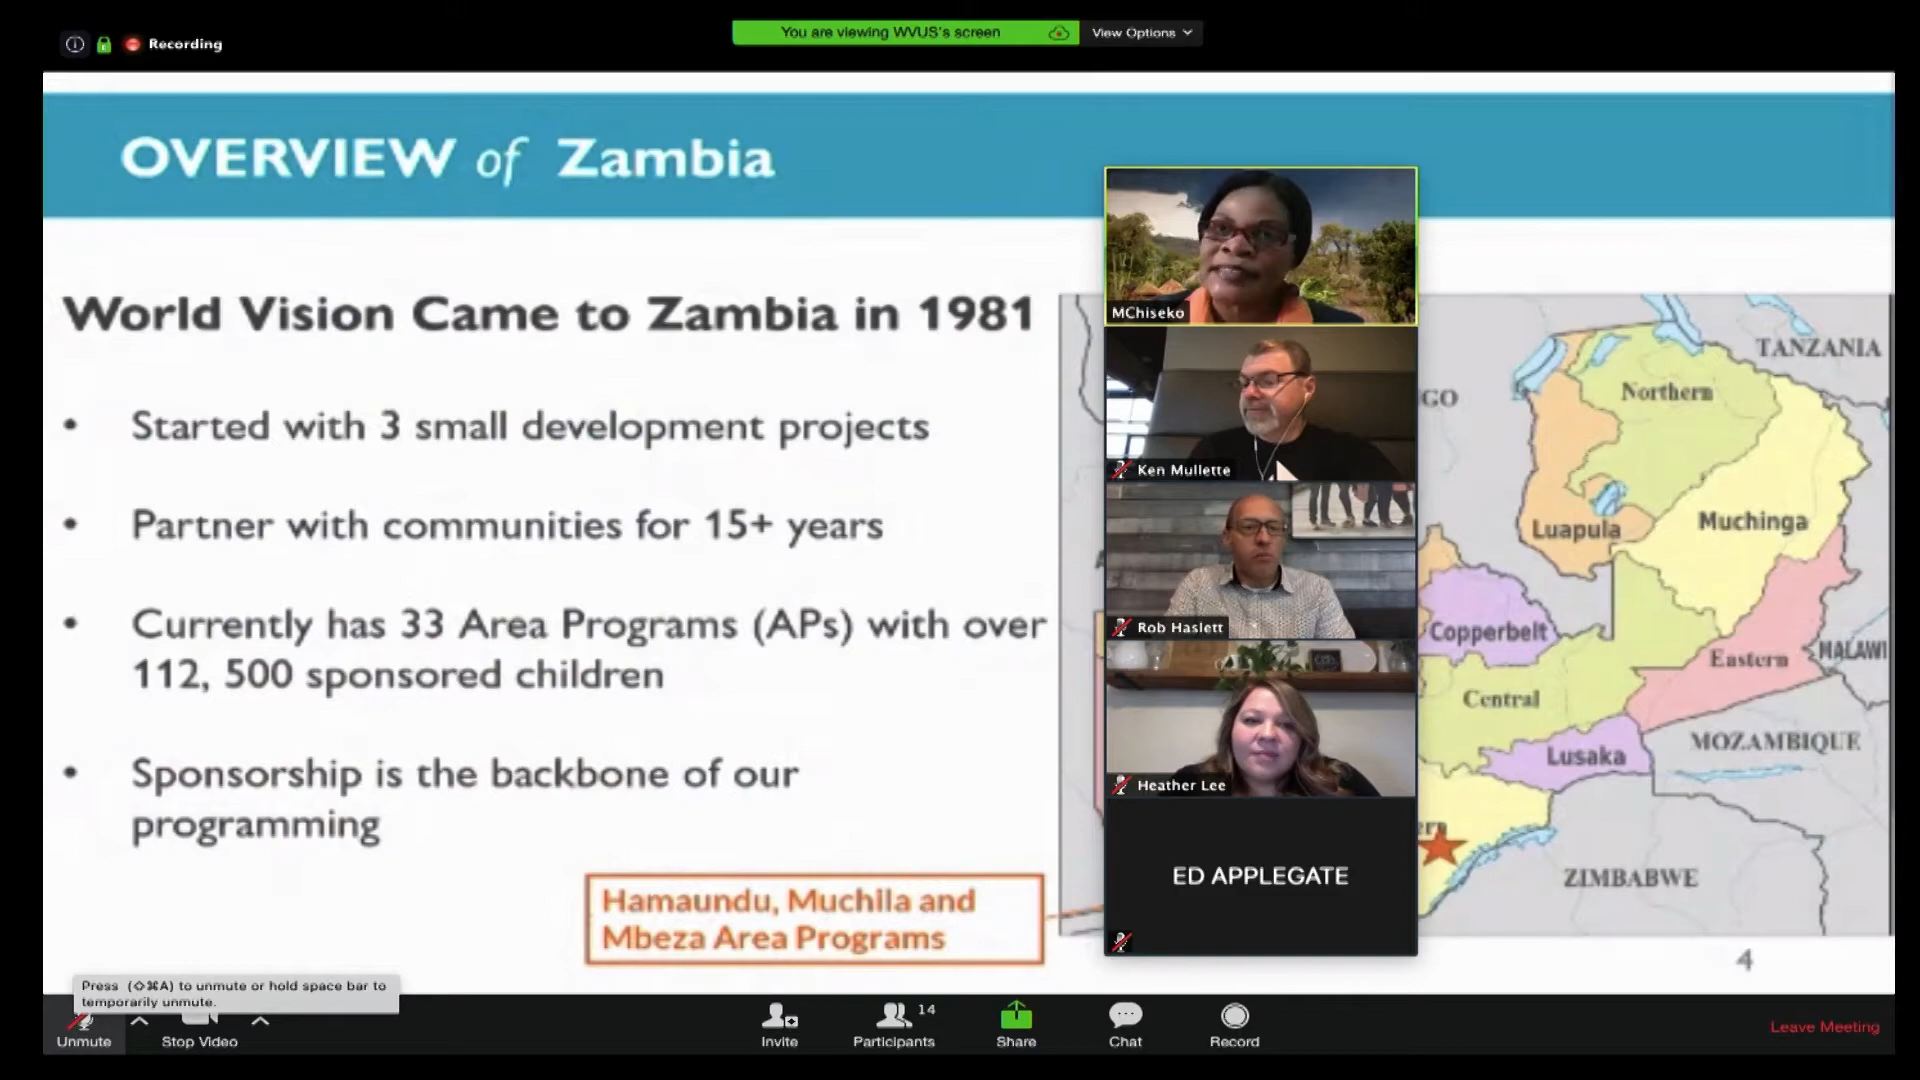 Recording
You are viewing WVUS's screen
View Options
OVERVIEW of Zambia
World Vision Came to Zambia in 1981
• Started with 3 small development projects
• Partner with communities for 15+ years
• Currently has 33 Area Programs (APs) with over
112, 500 sponsored children
• Sponsorship is the backbone of our
programming
Hamaundu, Muchila and
Mbeza Area Programs
MChiseko
Ken Mullette
Rob Haslett
Heather Lee
ED APPLEGATE
TANZANIA
Northern
GO
Luapula
Muchinga
Copperbelt
Eastern
MALAWI
Central
Lusaka
MOZAMBIQUE
ern
ZIMBABWE
4
Press (⇧⌘A) to unmute or hold space bar to
temporarily unmute.
Unmute
Stop Video
Invite
Participants
14
Share
Chat
Record
Leave Meeting